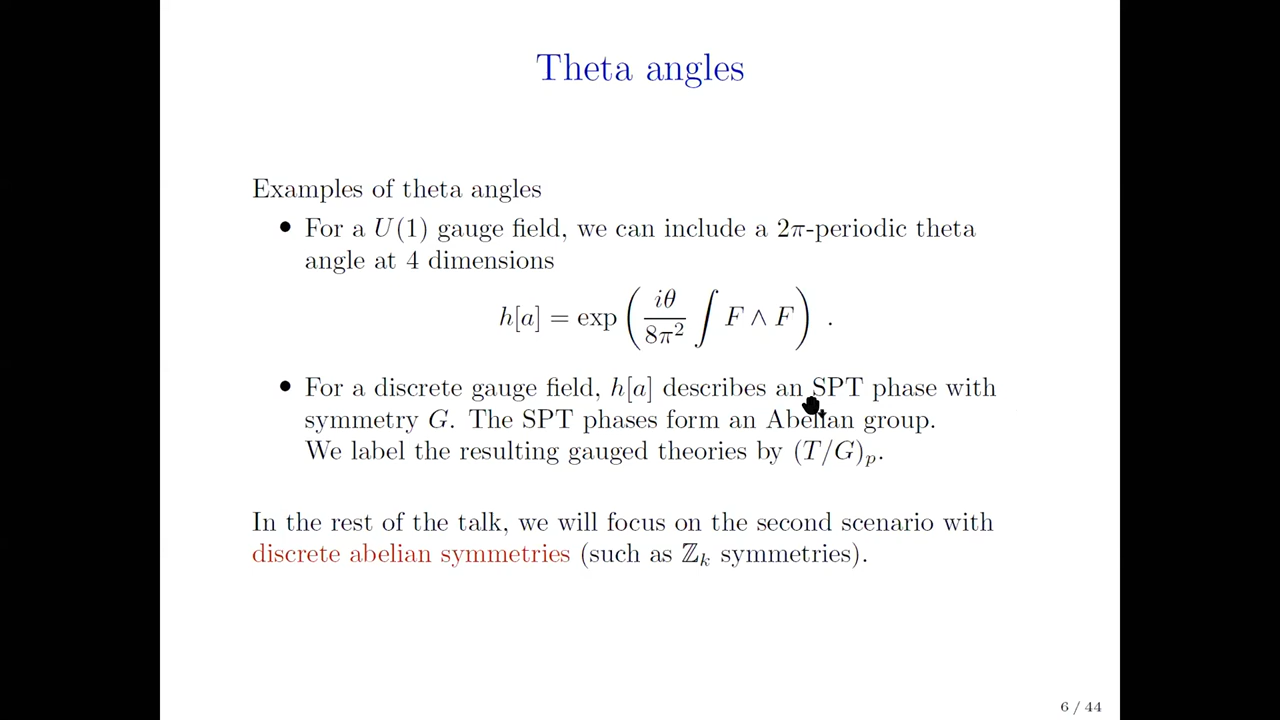 Theta angles
Examples of theta angles
• For a U(1) gauge field, we can include a 2π-periodic theta
angle at 4 dimensions
h[a] = exp ( iθ / 8π² ∫ F ∧ F ) .
• For a discrete gauge field, h[a] describes an SPT phase with
symmetry G. The SPT phases form an Abelian group.
We label the resulting gauged theories by (T/G)ₚ.
In the rest of the talk, we will focus on the second scenario with
discrete abelian symmetries (such as ℤₖ symmetries).
6 / 44